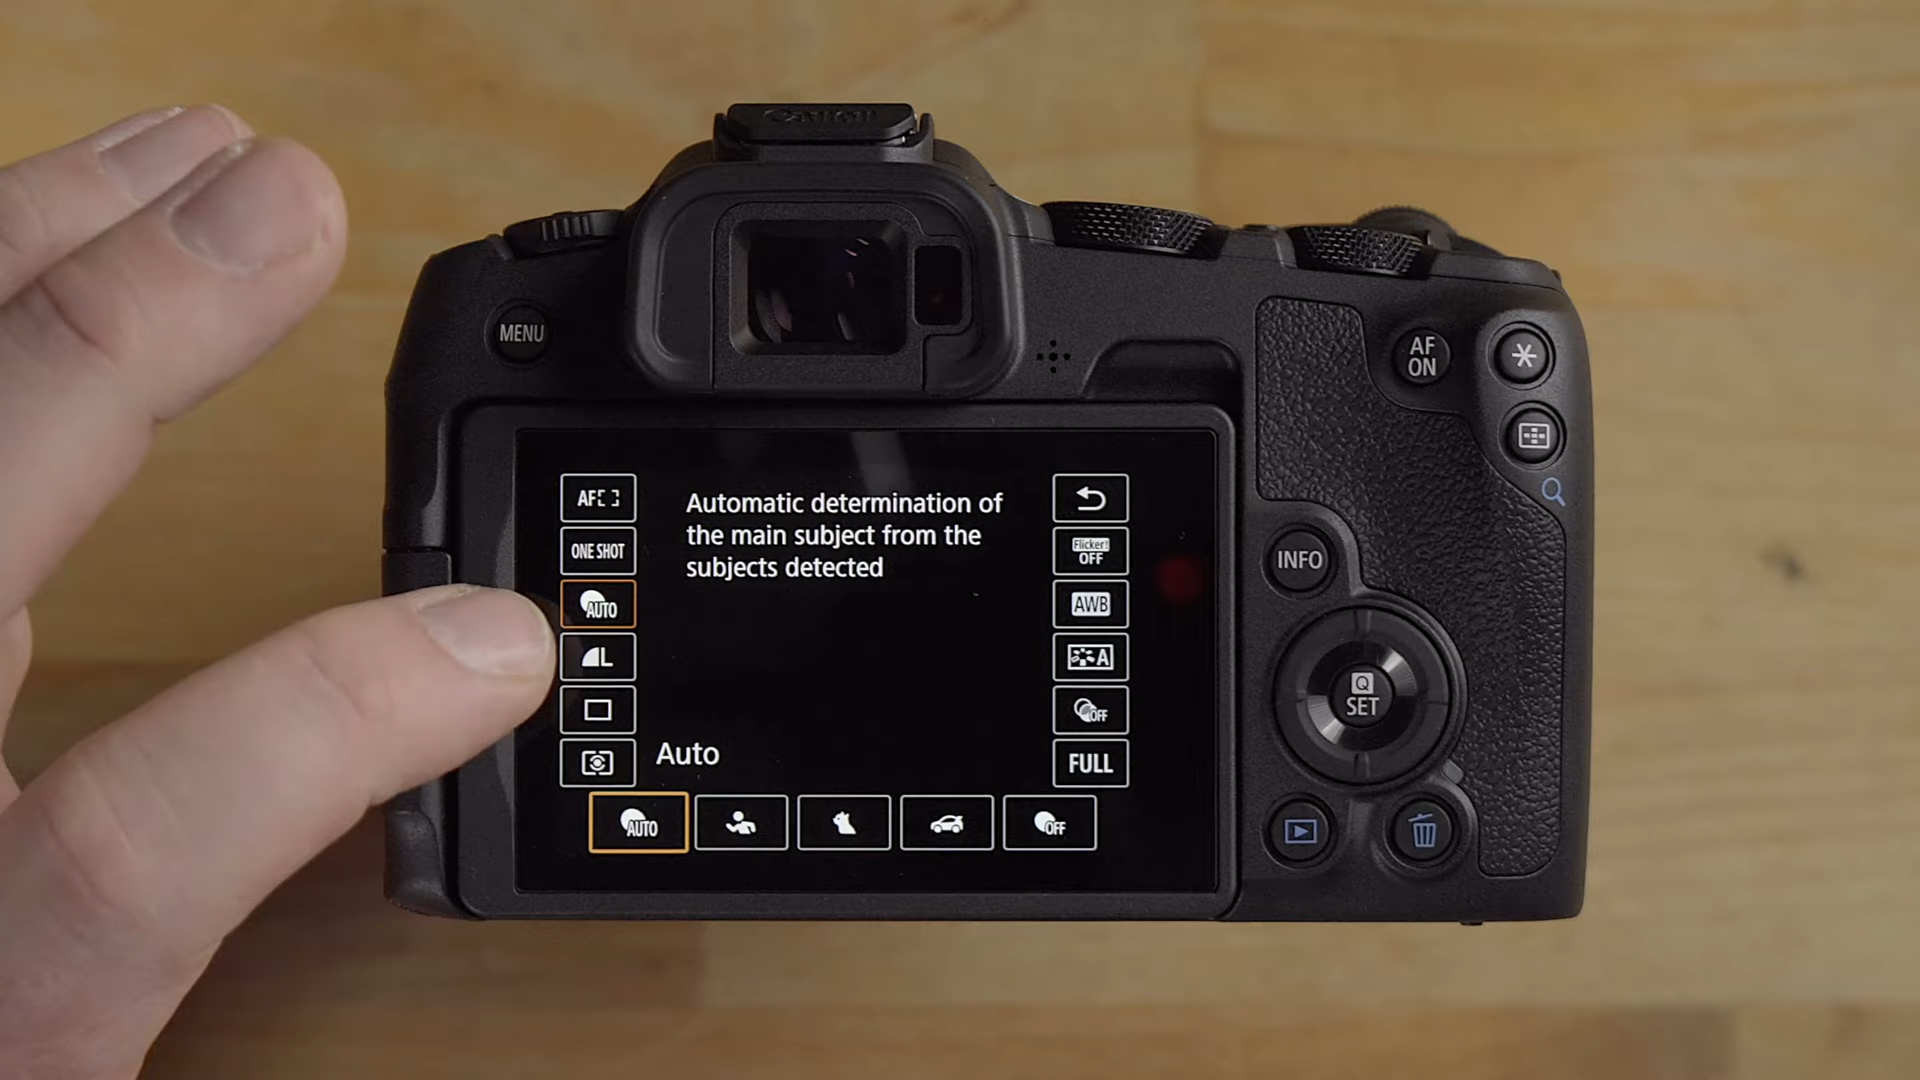 Canon
MENU
AF
ON
INFO
Q
SET
AF
ONE SHOT
AUTO
L
Automatic determination of
the main subject from the
subjects detected
Auto
Flicker!
OFF
AWB
A
OFF
FULL
AUTO
OFF